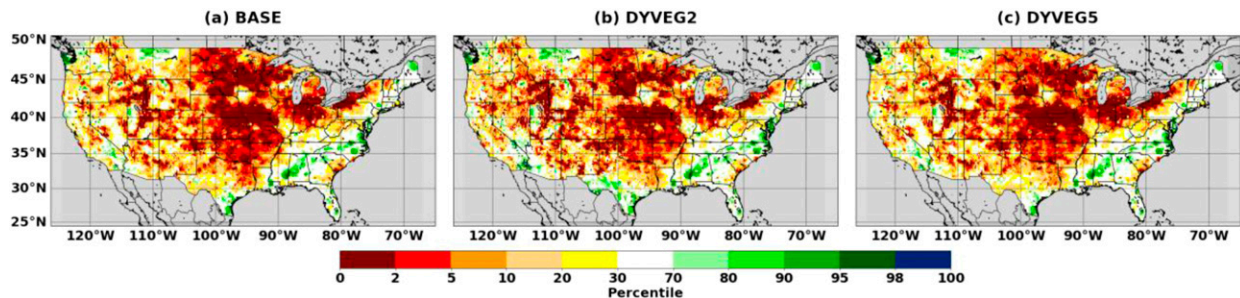 (a) BASE (b) DYVEG2 (c) DYVEG5
50°N
45°N
40°N
35°N
30°N
25°N
120°W 110°W 100°W 90°W 80°W 70°W 120°W 110°W 100°W 90°W 80°W 70°W 120°W 110°W 100°W 90°W 80°W 70°W
0 2 5 10 20 30 70 80 90 95 98 100
Percentile